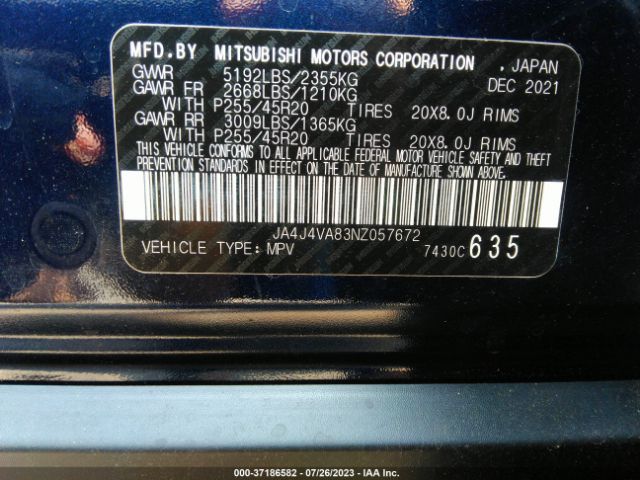 MFD.BY MITSUBISHI MOTORS CORPORATION . JAPAN
GWWR 5192LBS/2355KG DEC 2021
GAWR FR 2668LBS/1210KG
WITH P255/45R20 TIRES 20X8.0J RIMS
GAWR RR 3009LBS/1365KG
WITH P255/45R20 TIRES 20X8.0J RIMS
THIS VEHICLE CONFORMS TO ALL APPLICABLE FEDERAL MOTOR VEHICLE SAFETY AND THEFT
PREVENTION STANDARDS IN EFFECT ON THE DATE OF MANUFACTURE SHOWN ABOVE.
JA4J4VA83NZ057672
VEHICLE TYPE: MPV 7430C 635
000-37186582 / 07/26/2023 - IAA Inc.